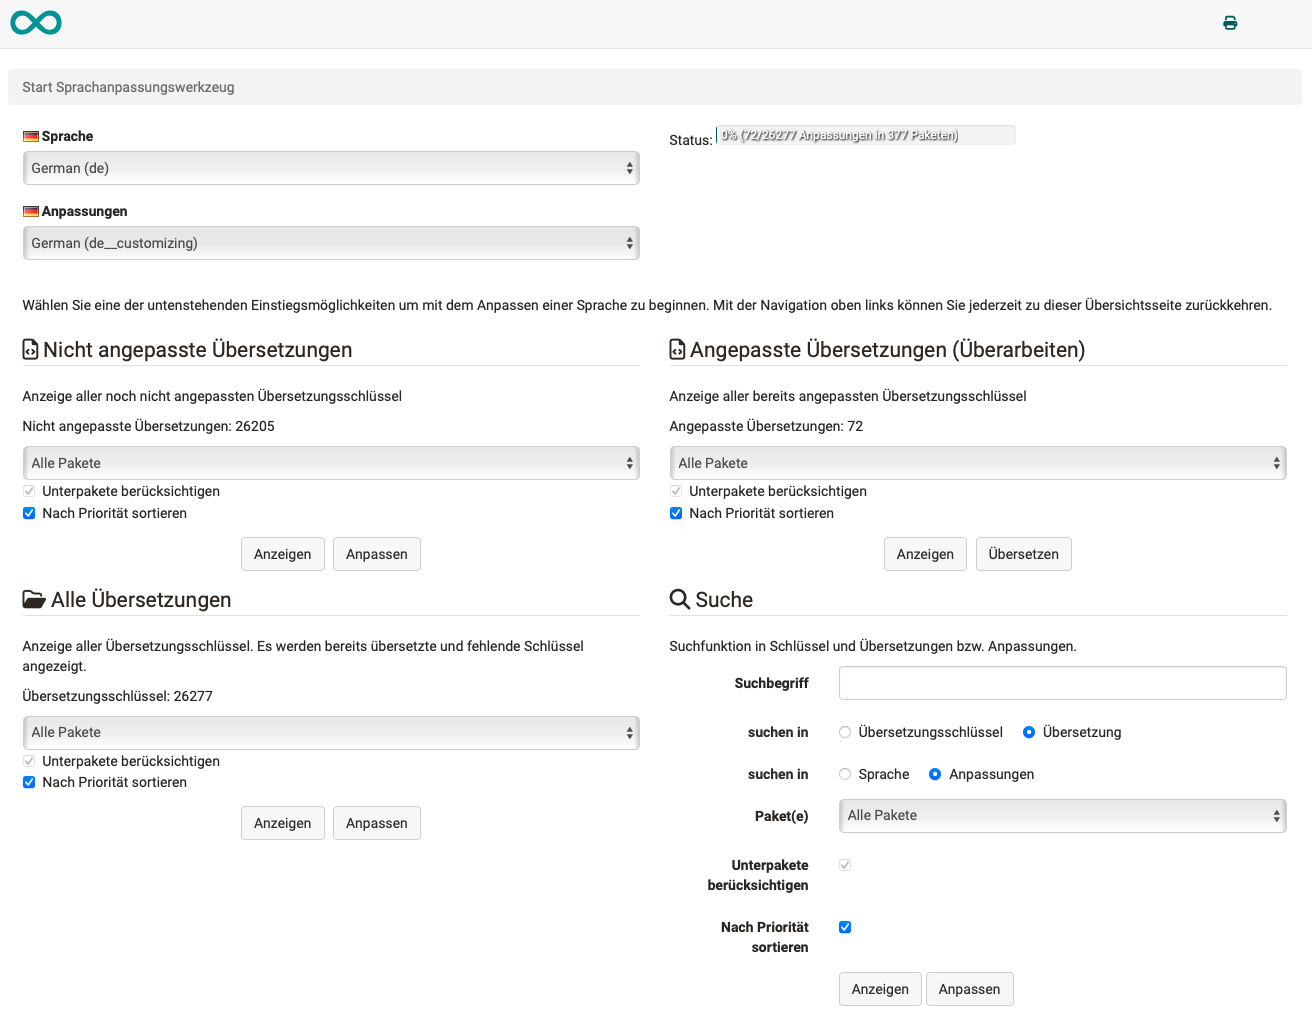 Start Sprachanpassungswerkzeug
Sprache
German (de)
Status: 0% (72/26277 Anpassungen in 377 Paketen)
Anpassungen
German (de__customizing)
Wählen Sie eine der untenstehenden Einstiegsmöglichkeiten um mit dem Anpassen einer Sprache zu beginnen. Mit der Navigation oben links können Sie jederzeit zu dieser Übersichtsseite zurückkehren.
Nicht angepasste Übersetzungen
Anzeige aller noch nicht angepassten Übersetzungsschlüssel
Nicht angepasste Übersetzungen: 26205
Alle Pakete
Unterpakete berücksichtigen
Nach Priorität sortieren
Anzeigen Anpassen
Angepasste Übersetzungen (Überarbeiten)
Anzeige aller bereits angepassten Übersetzungsschlüssel
Angepasste Übersetzungen: 72
Alle Pakete
Unterpakete berücksichtigen
Nach Priorität sortieren
Anzeigen Übersetzen
Alle Übersetzungen
Anzeige aller Übersetzungsschlüssel. Es werden bereits übersetzte und fehlende Schlüssel
angezeigt.
Übersetzungsschlüssel: 26277
Alle Pakete
Unterpakete berücksichtigen
Nach Priorität sortieren
Anzeigen Anpassen
Suche
Suchfunktion in Schlüssel und Übersetzungen bzw. Anpassungen.
Suchbegriff
suchen in Übersetzungsschlüssel Übersetzung
suchen in Sprache Anpassungen
Paket(e) Alle Pakete
Unterpakete
berücksichtigen
Nach Priorität
sortieren
Anzeigen Anpassen